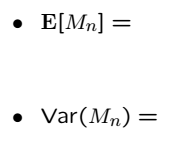 • E[Mₙ] =
• Var(Mₙ) =